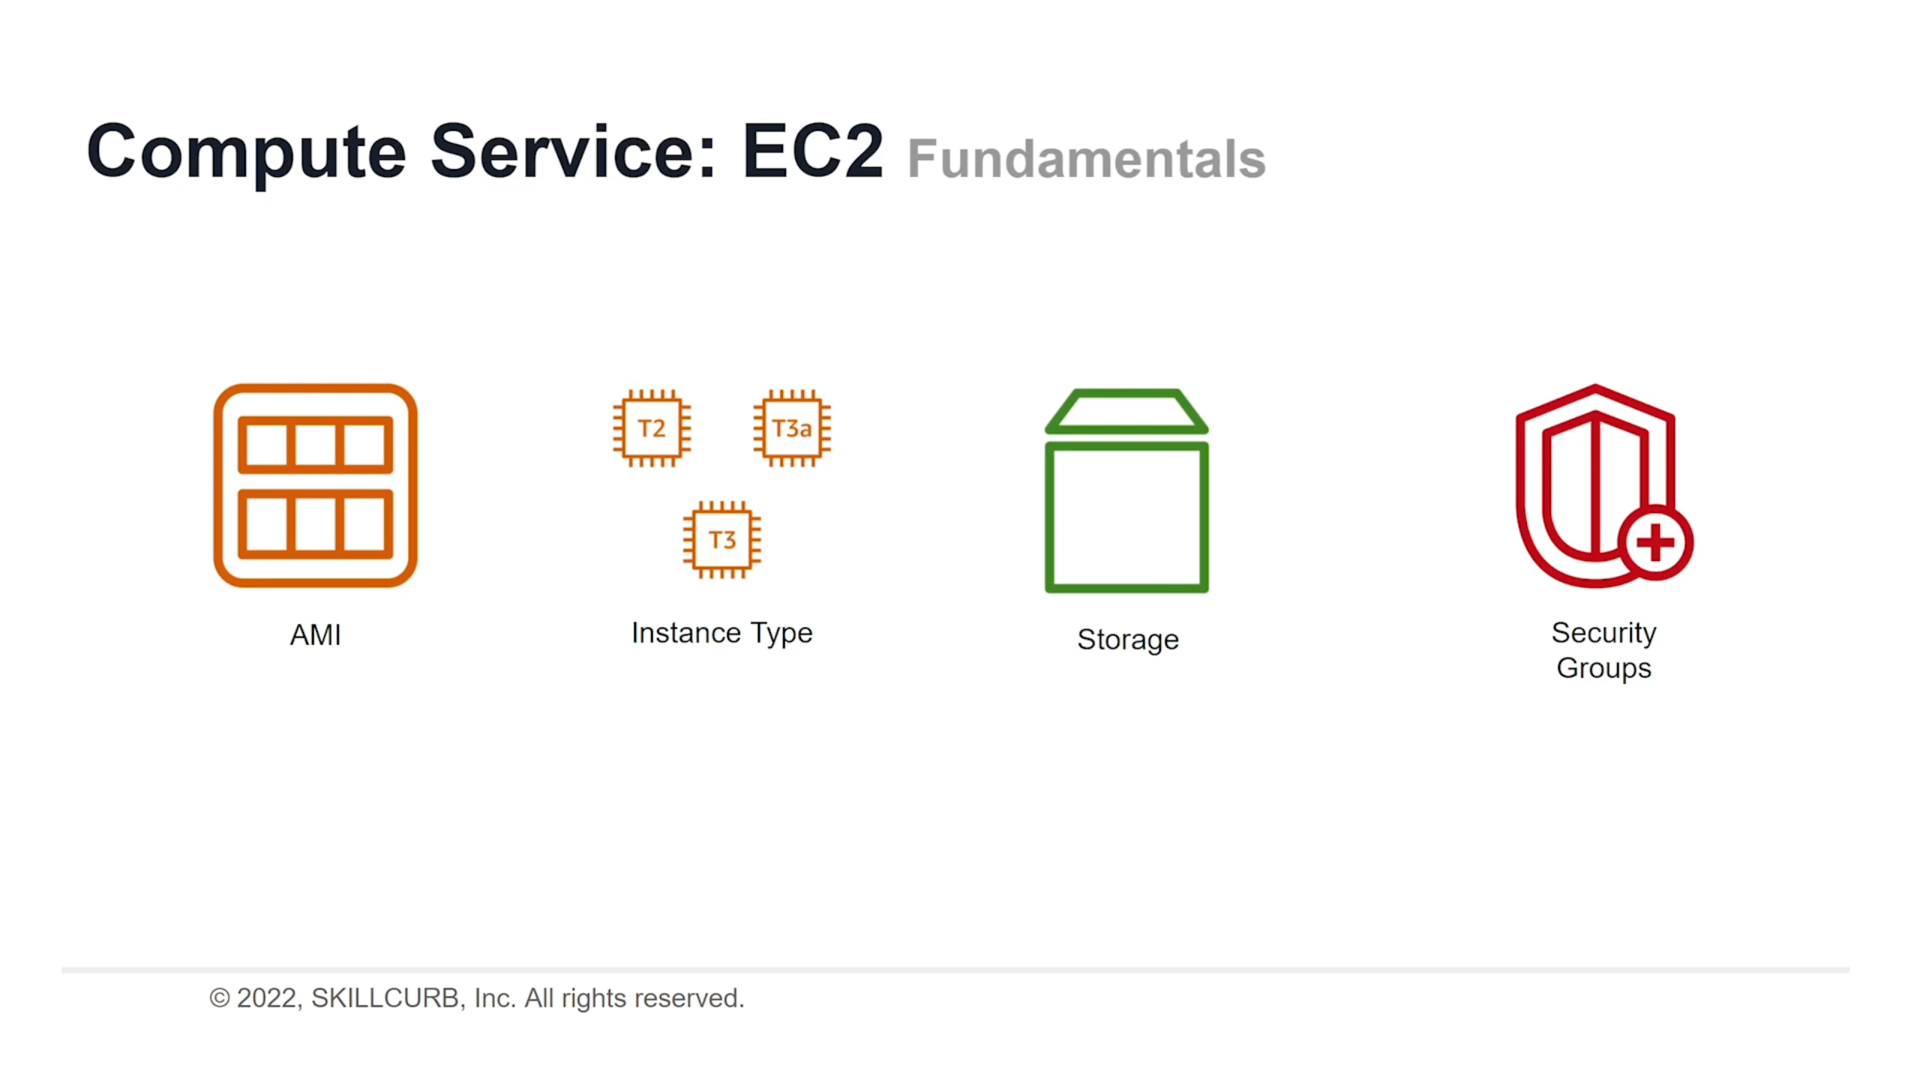 Compute Service: EC2 Fundamentals
T2
T3a
T3
AMI
Instance Type
Storage
Security
Groups
© 2022, SKILLCURB, Inc. All rights reserved.